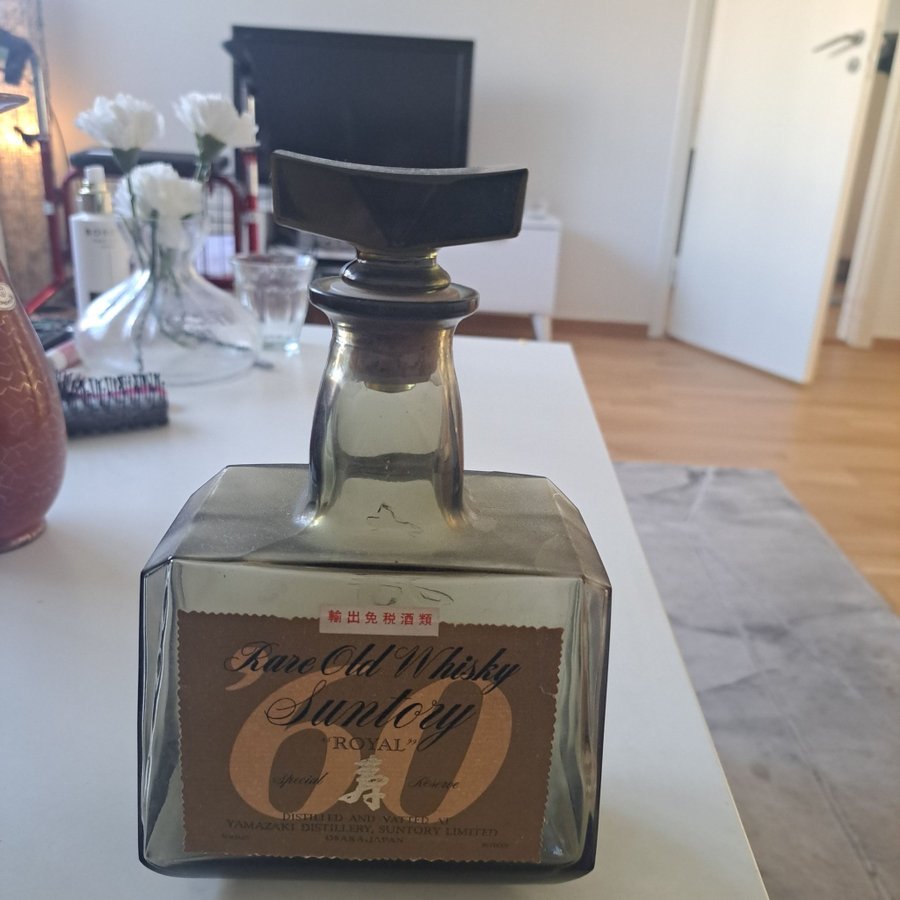 輸出免税酒類
Rare Old Whisky
'60
Suntory
"ROYAL"
寿
Special Reserve
DISTILLED AND VATTED AT
YAMAZAKI DISTILLERY, SUNTORY LIMITED
OSAKA, JAPAN